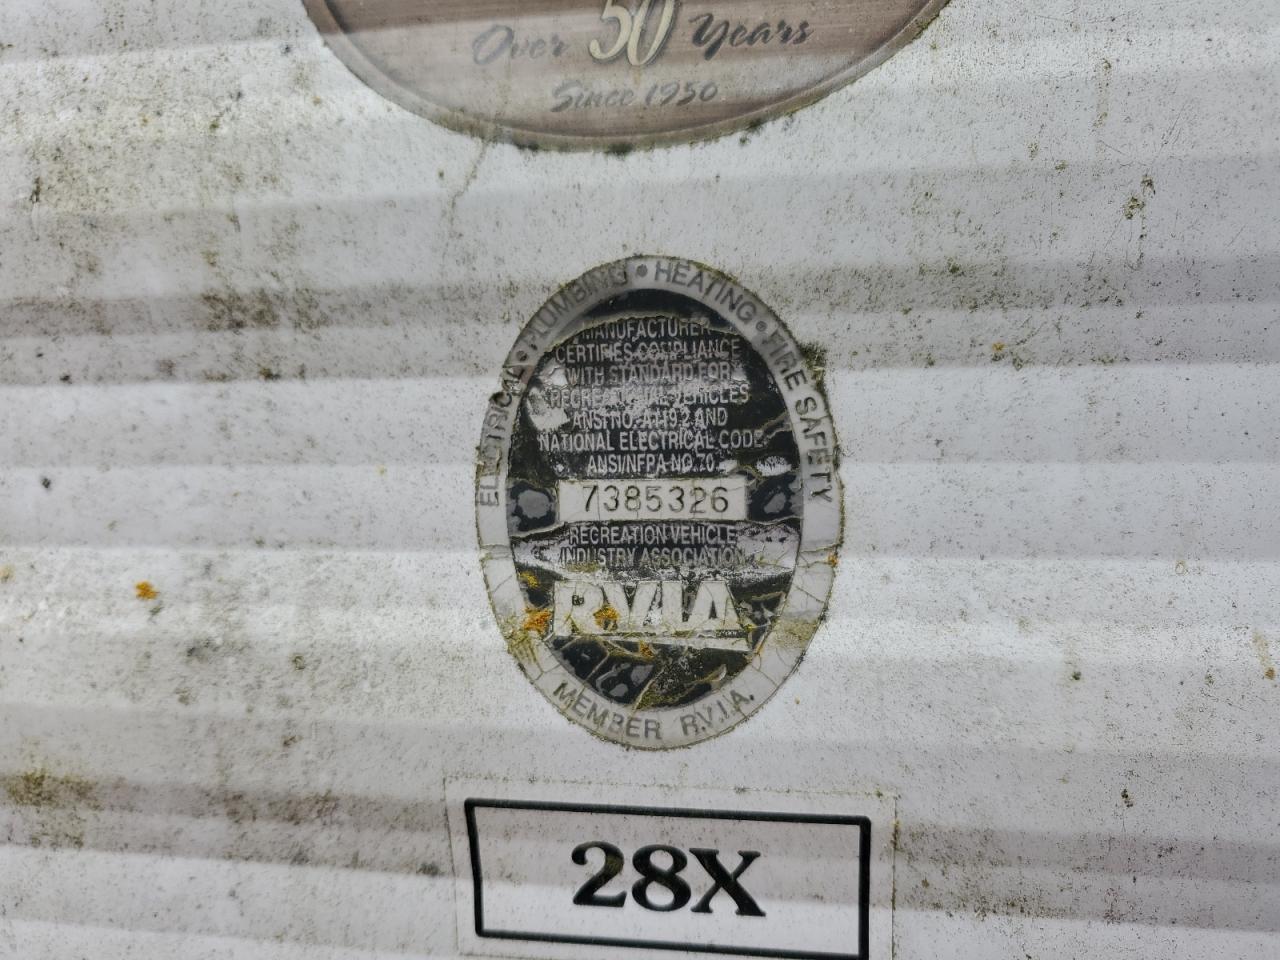 Over 50 Years
Since 1950
ELECTRICAL • PLUMBING • HEATING • FIRE SAFETY
MANUFACTURER
CERTIFIES COMPLIANCE
WITH STANDARD FOR
RECREATIONAL VEHICLES
ANSI NO. A119.2 AND
NATIONAL ELECTRICAL CODE
ANSI/NFPA NO. 70
7385326
RECREATION VEHICLE
INDUSTRY ASSOCIATION
RVIA
MEMBER R.V.I.A.
28X